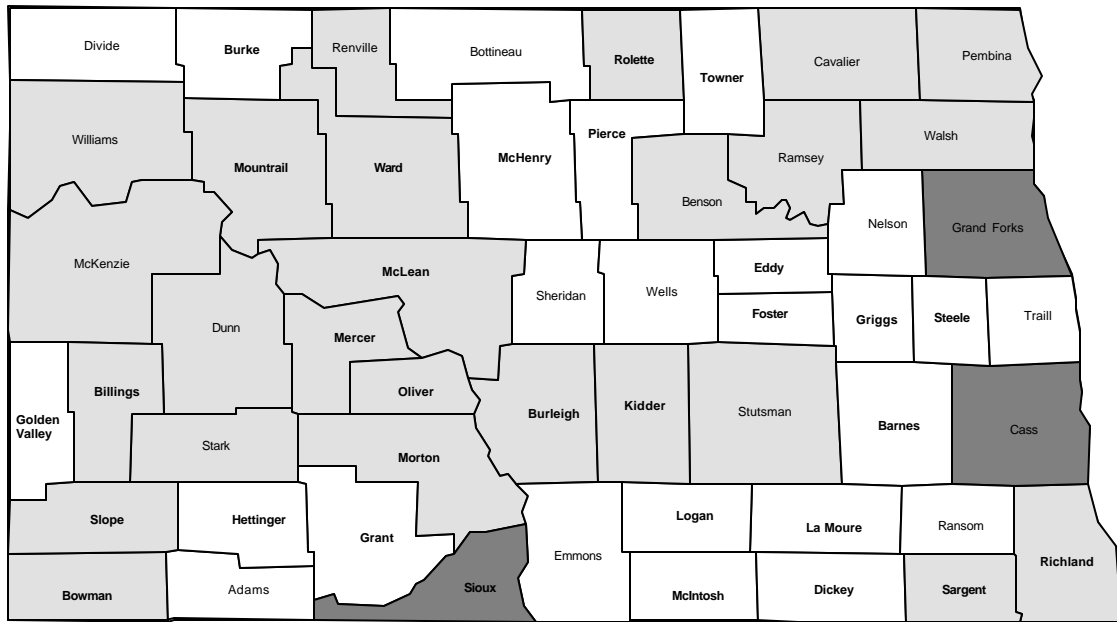 Divide
Burke
Renville
Bottineau
Rolette
Towner
Cavalier
Pembina
Williams
Mountrail
Ward
McHenry
Pierce
Benson
Ramsey
Walsh
Nelson
Grand Forks
McKenzie
Dunn
McLean
Mercer
Oliver
Sheridan
Wells
Eddy
Foster
Griggs
Steele
Traill
Golden
Valley
Billings
Stark
Morton
Burleigh
Kidder
Stutsman
Barnes
Cass
Slope
Hettinger
Grant
Emmons
Logan
La Moure
Ransom
Richland
Bowman
Adams
Sioux
McIntosh
Dickey
Sargent